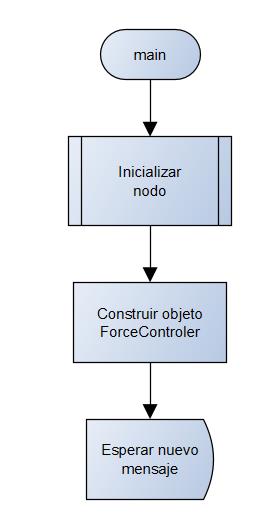 main
Inicializar
nodo
Construir objeto
ForceControler
Esperar nuevo
mensaje